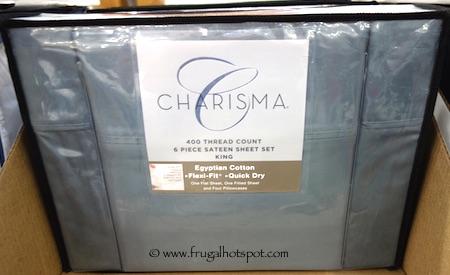 CHARISMA
400 THREAD COUNT
6 PIECE SATEEN SHEET SET
KING
Egyptian Cotton
•Flexi-Fit• •Quick Dry
One Flat Sheet, One Fitted Sheet
and Four Pillowcases
© www.frugalhotspot.com